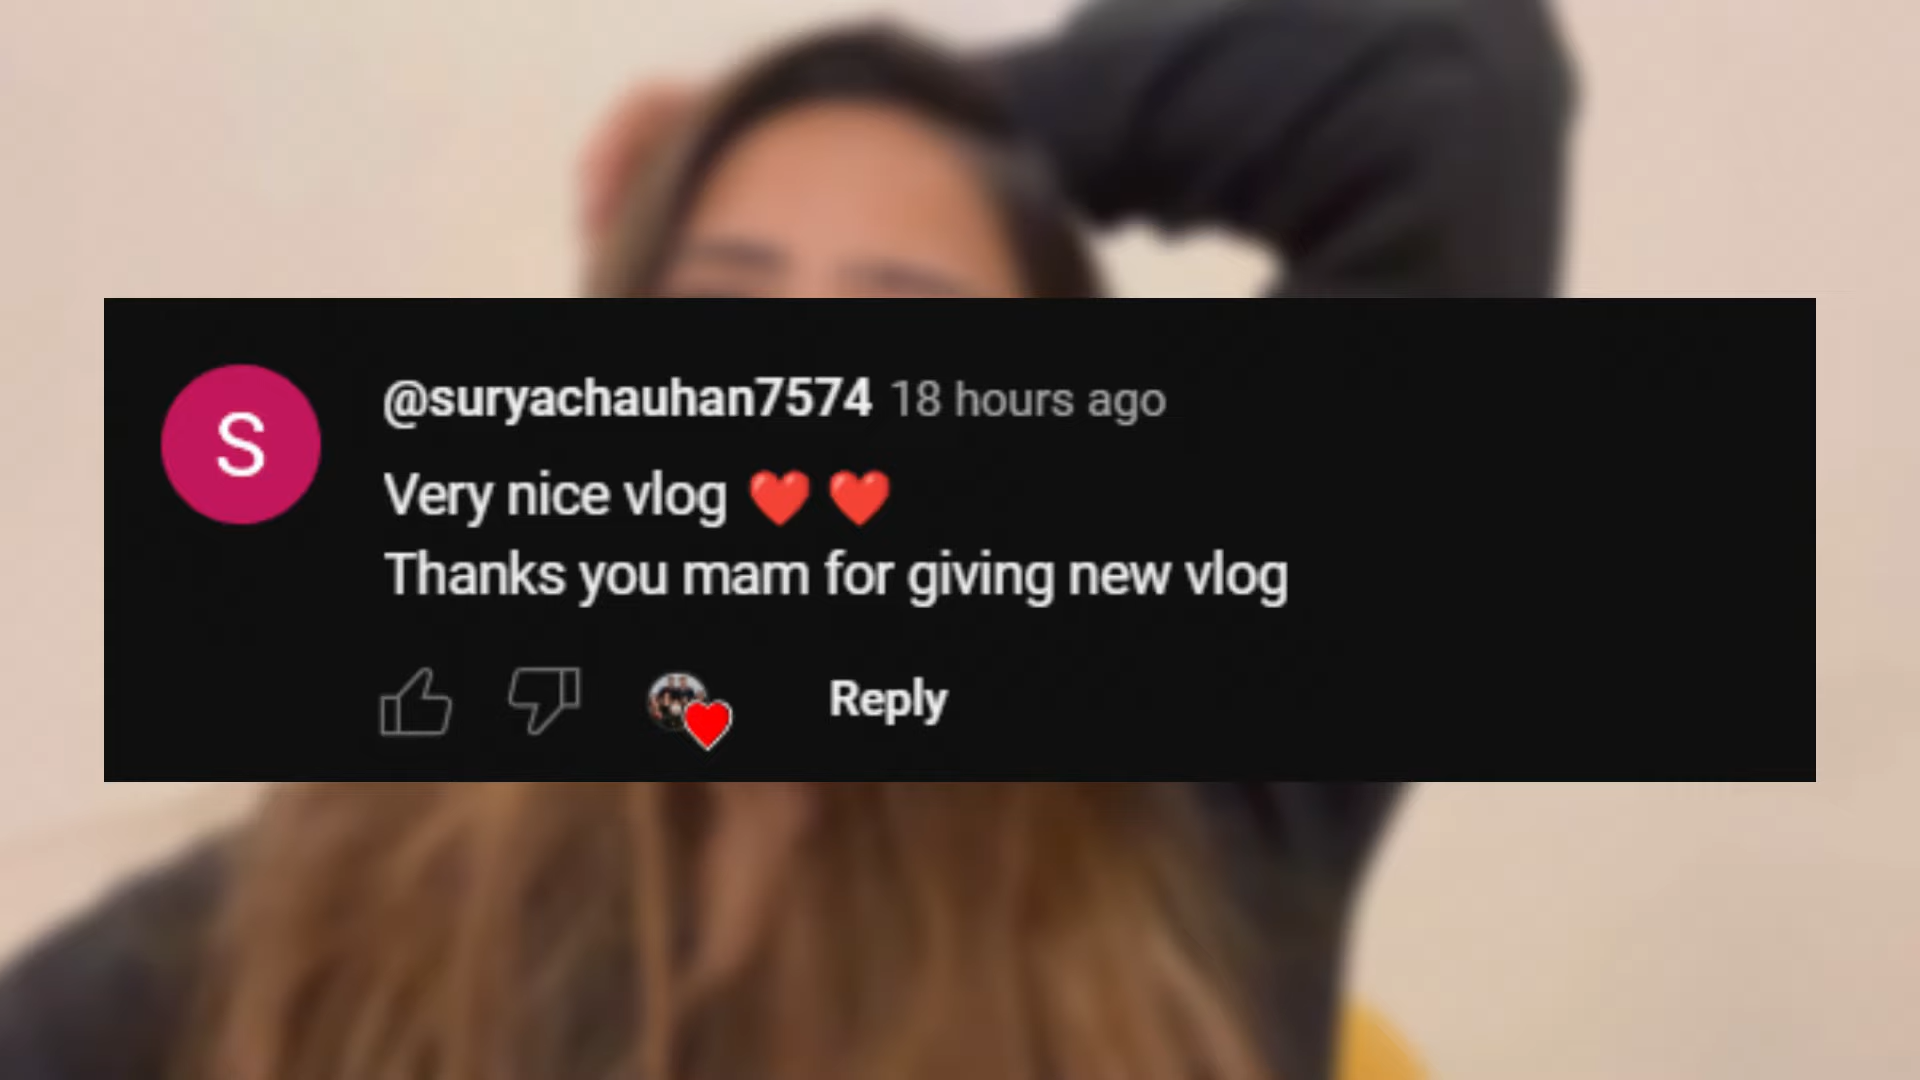 S
@suryachauhan7574 18 hours ago
Very nice vlog ❤️ ❤️
Thanks you mam for giving new vlog
Reply